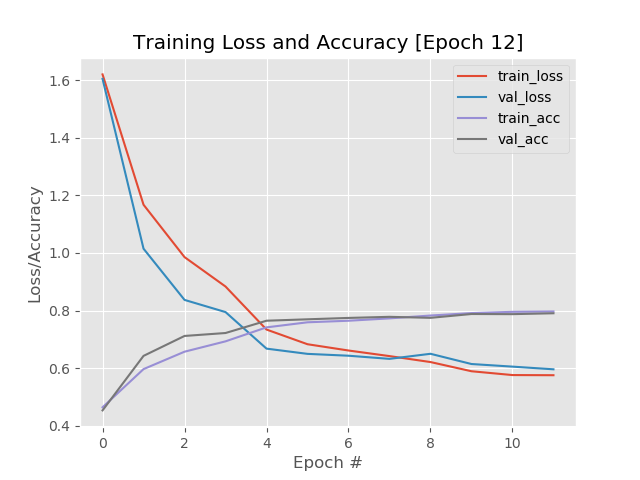 Training Loss and Accuracy [Epoch 12]
train_loss
val_loss
train_acc
val_acc
Loss/Accuracy
1.6
1.4
1.2
1.0
0.8
0.6
0.4
0
2
4
6
8
10
Epoch #